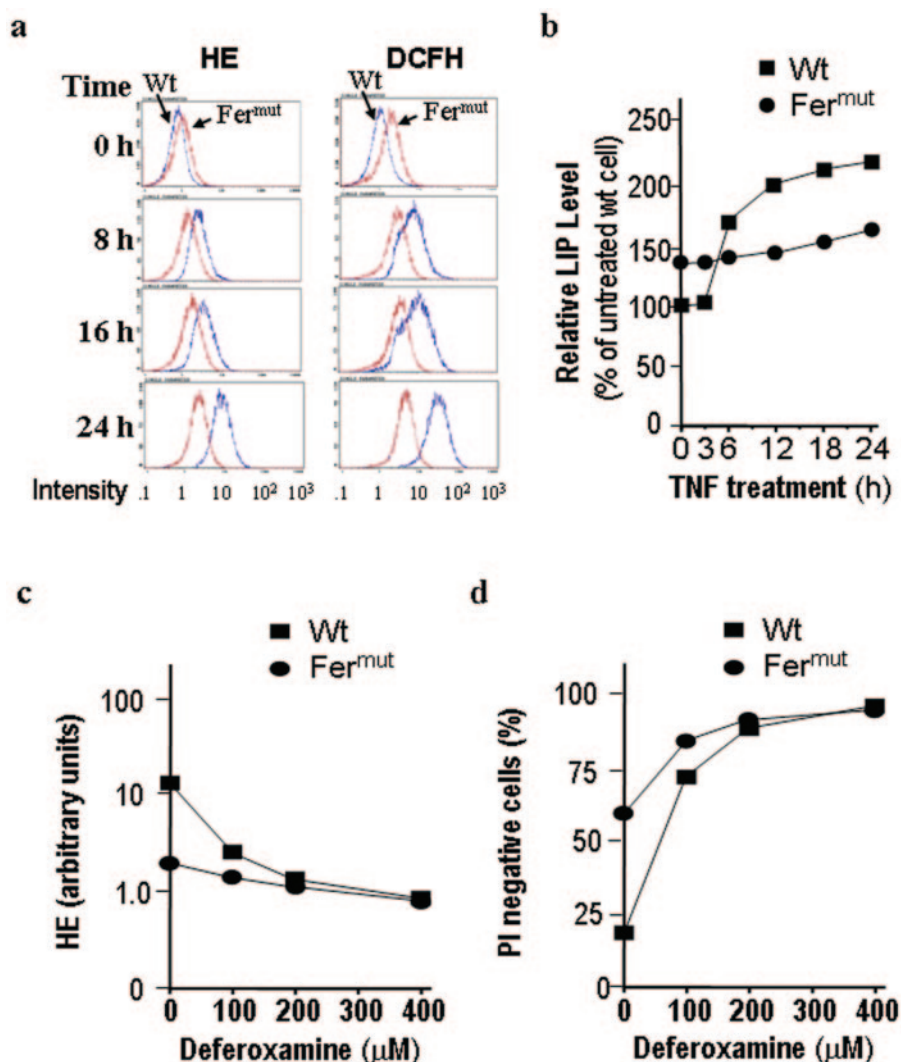 a
HE
DCFH
Time
Wt
Fer^mut
Wt
Fer^mut
0 h
8 h
16 h
24 h
Intensity
.1 1 10 10² 10³
.1 1 10 10² 10³
b
Wt
Fer^mut
Relative LIP Level
(% of untreated wt cell)
250
200
150
100
50
0
0 3 6 12 18 24
TNF treatment (h)
c
Wt
Fer^mut
HE (arbitrary units)
100
10
1.0
0
0 100 200 300 400
Deferoxamine (µM)
d
Wt
Fer^mut
PI negative cells (%)
100
75
50
25
0
0 100 200 300 400
Deferoxamine (µM)